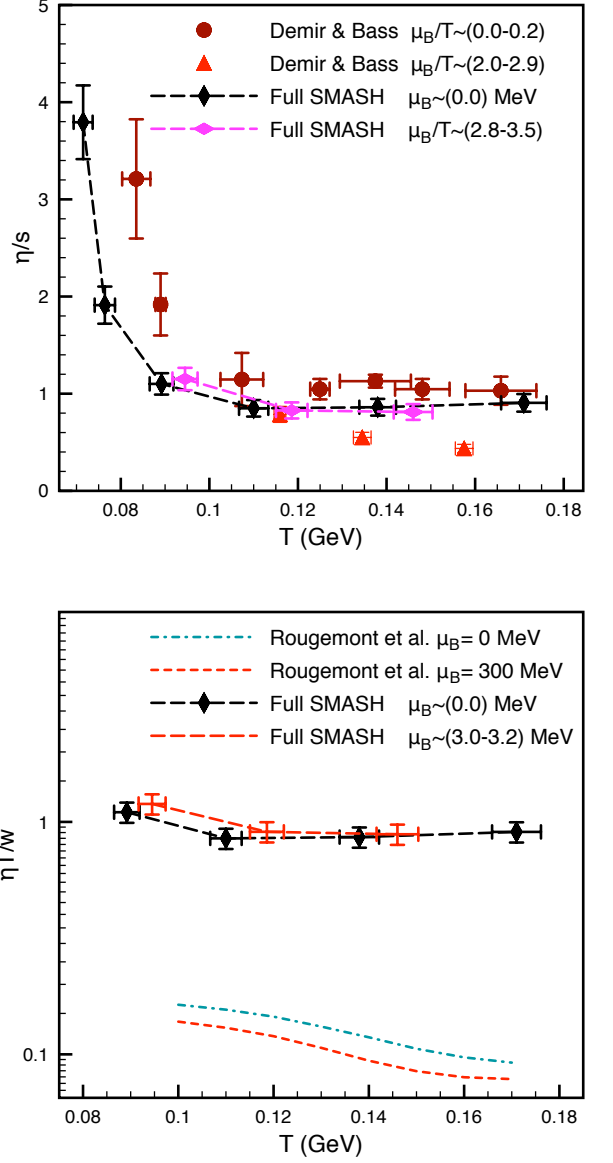 Demir & Bass μB/T~(0.0-0.2)
Demir & Bass μB/T~(2.0-2.9)
Full SMASH μB~(0.0) MeV
Full SMASH μB/T~(2.8-3.5)
η/s
5
4
3
2
1
0
0.08 0.1 0.12 0.14 0.16 0.18
T (GeV)
Rougemont et al. μB= 0 MeV
Rougemont et al. μB= 300 MeV
Full SMASH μB~(0.0) MeV
Full SMASH μB~(3.0-3.2) MeV
ηT/w
1
0.1
0.08 0.1 0.12 0.14 0.16 0.18
T (GeV)